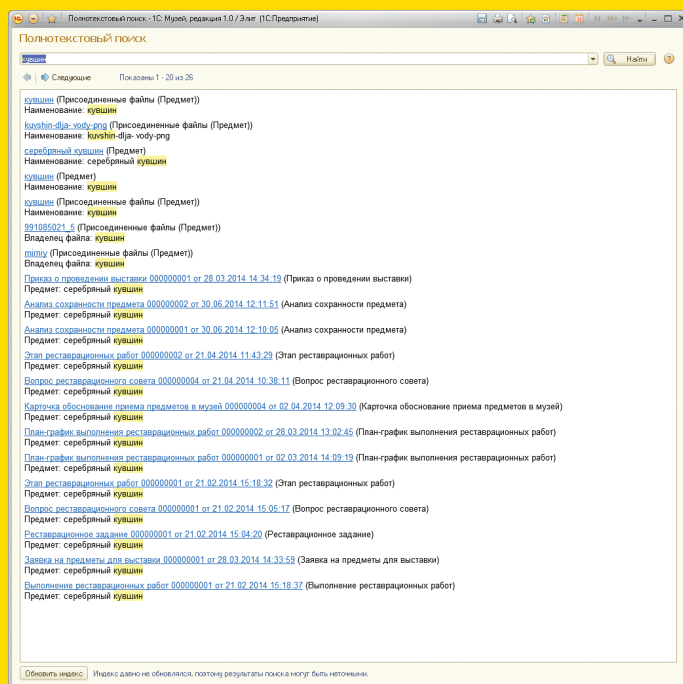 Полнотекстовый поиск - 1С: Музей, редакция 1.0 / Элит (1С:Предприятие)
M M+ M-
Полнотекстовый поиск
кувшин
Найти
Следующие Показаны 1 - 20 из 26
кувшин (Присоединенные файлы (Предмет))
Наименование: кувшин
kuvshin-dlja- vody-png (Присоединенные файлы (Предмет))
Наименование: kuvshin-dlja- vody-png
серебряный кувшин (Предмет)
Наименование: серебряный кувшин
кувшин (Предмет)
Наименование: кувшин
кувшин (Присоединенные файлы (Предмет))
Наименование: кувшин
991085021_5 (Присоединенные файлы (Предмет))
Владелец файла: кувшин
mimiy (Присоединенные файлы (Предмет))
Владелец файла: кувшин
Приказ о проведении выставки 000000001 от 28.03.2014 14:34:19 (Приказ о проведении выставки)
Предмет: серебряный кувшин
Анализ сохранности предмета 000000002 от 30.06.2014 12:11:51 (Анализ сохранности предмета)
Предмет: серебряный кувшин
Анализ сохранности предмета 000000001 от 30.06.2014 12:10:05 (Анализ сохранности предмета)
Предмет: серебряный кувшин
Этап реставрационных работ 000000002 от 21.04.2014 11:43:29 (Этап реставрационных работ)
Предмет: серебряный кувшин
Вопрос реставрационного совета 000000004 от 21.04.2014 10:38:11 (Вопрос реставрационного совета)
Предмет: серебряный кувшин
Карточка обоснование приема предметов в музей 000000004 от 02.04.2014 12:09:30 (Карточка обоснование приема предметов в музей)
Предмет: серебряный кувшин
План-график выполнения реставрационных работ 000000002 от 28.03.2014 13:02:45 (План-график выполнения реставрационных работ)
Предмет: серебряный кувшин
План-график выполнения реставрационных работ 000000001 от 02.03.2014 14:09:19 (План-график выполнения реставрационных работ)
Предмет: серебряный кувшин
Этап реставрационных работ 000000001 от 21.02.2014 15:18:32 (Этап реставрационных работ)
Предмет: серебряный кувшин
Вопрос реставрационного совета 000000001 от 21.02.2014 15:05:17 (Вопрос реставрационного совета)
Предмет: серебряный кувшин
Реставрационное задание 000000001 от 21.02.2014 15:04:20 (Реставрационное задание)
Предмет: серебряный кувшин
Заявка на предметы для выставки 000000001 от 28.03.2014 14:33:59 (Заявка на предметы для выставки)
Предмет: серебряный кувшин
Выполнение реставрационных работ 000000001 от 21.02.2014 15:18:37 (Выполнение реставрационных работ)
Предмет: серебряный кувшин
Обновить индекс Индекс давно не обновлялся, поэтому результаты поиска могут быть неточными.